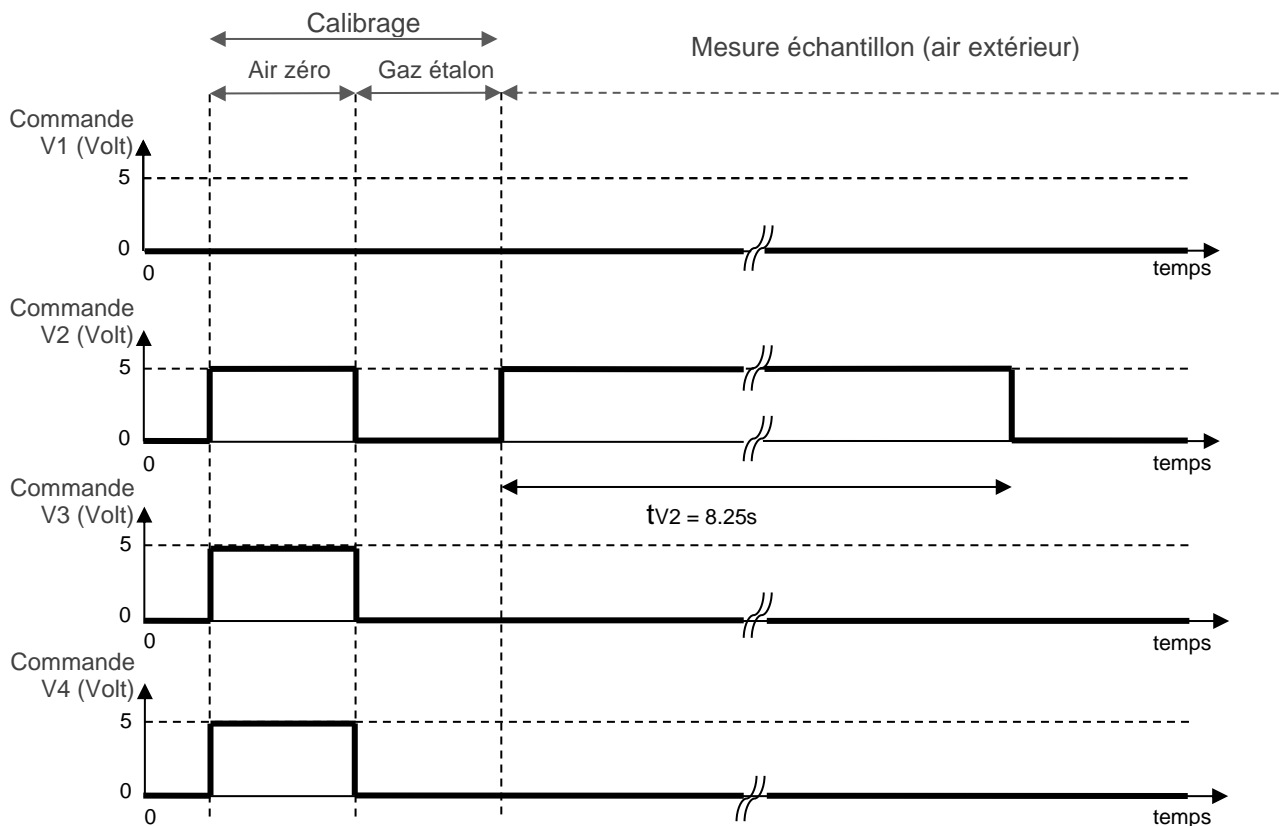 Calibrage
Mesure échantillon (air extérieur)
Air zéro
Gaz étalon
Commande
V1 (Volt)
5
0
0
temps
Commande
V2 (Volt)
5
0
0
temps
tV2 = 8.25s
Commande
V3 (Volt)
5
0
0
temps
Commande
V4 (Volt)
5
0
0
temps